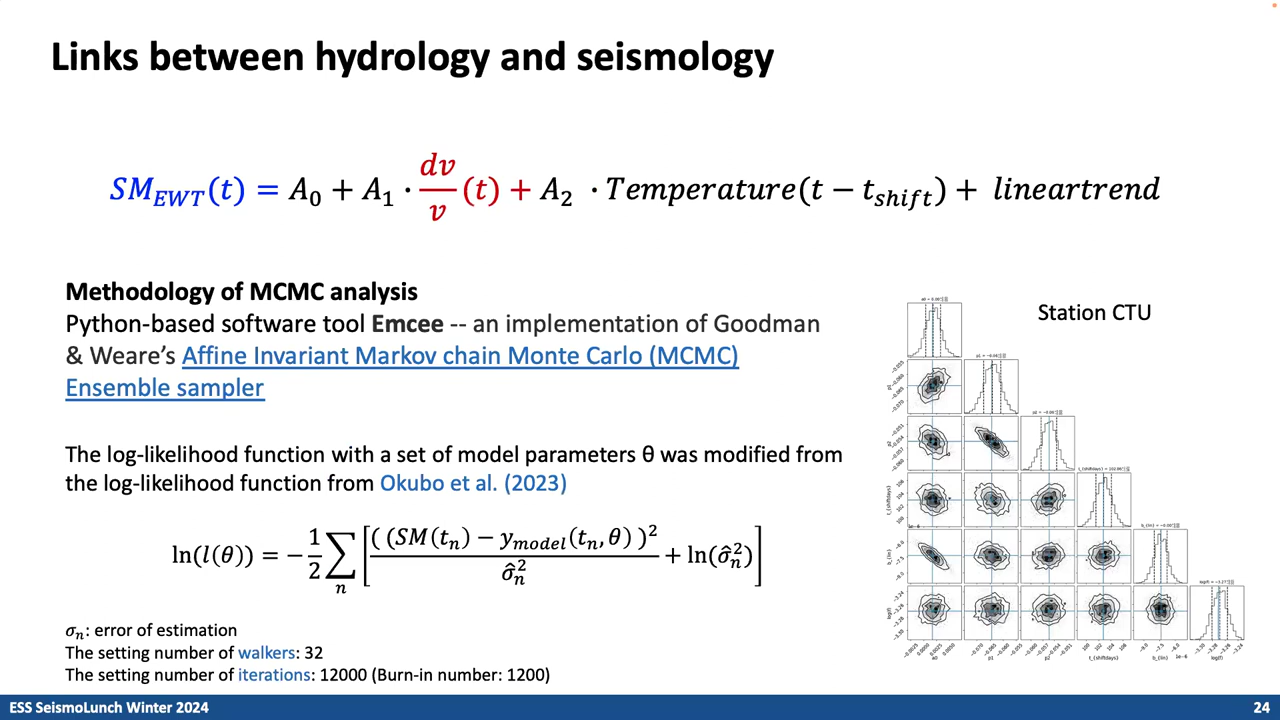 Links between hydrology and seismology
SM_EWT(t) = A_0 + A_1 · dv/v (t) + A_2 · Temperature(t − t_shift) + lineartrend
Methodology of MCMC analysis
Python-based software tool Emcee -- an implementation of Goodman
& Weare’s Affine Invariant Markov chain Monte Carlo (MCMC)
Ensemble sampler
Station CTU
The log-likelihood function with a set of model parameters θ was modified from
the log-likelihood function from Okubo et al. (2023)
ln(l(θ)) = −1/2 ∑_n [ ( (SM(t_n) − y_model(t_n, θ) )² / σ̂_n² + ln(σ̂_n²) ]
σ_n: error of estimation
The setting number of walkers: 32
The setting number of iterations: 12000 (Burn-in number: 1200)
ESS SeismoLunch Winter 2024
24